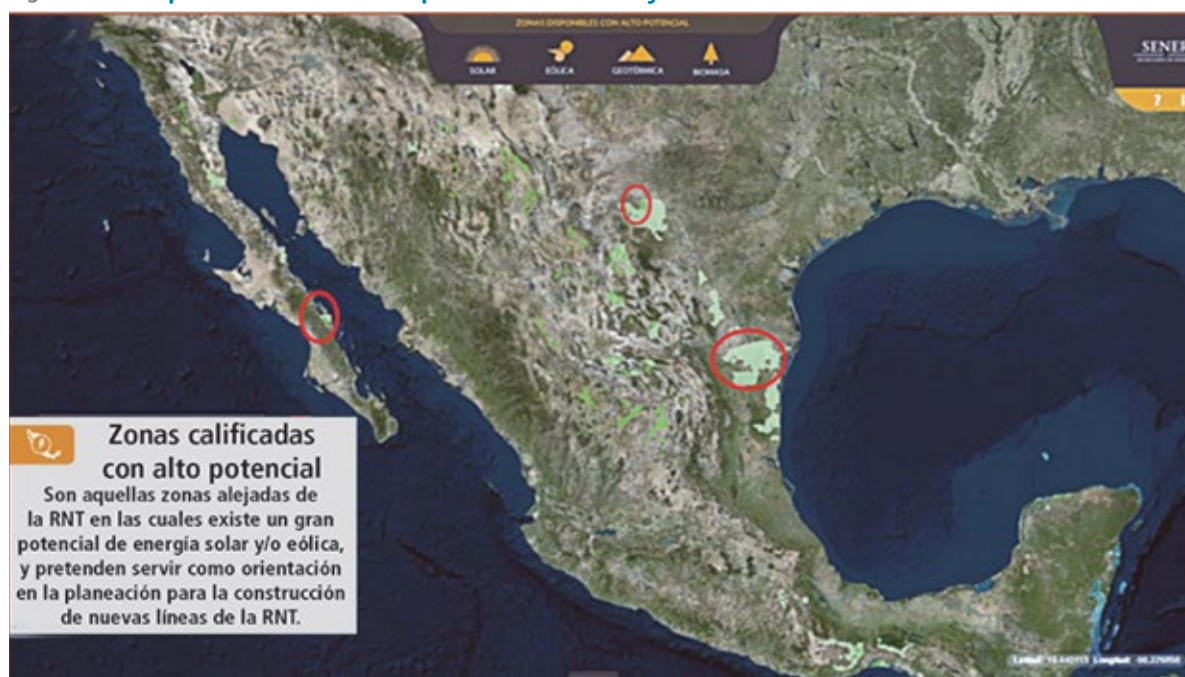 ZONAS DISPONIBLES CON ALTO POTENCIAL
SOLAR
EÓLICA
GEOTÉRMICA
BIOMASA
SENER
?
Zonas calificadas
con alto potencial
Son aquellas zonas alejadas de
la RNT en las cuales existe un gran
potencial de energía solar y/o eólica,
y pretenden servir como orientación
en la planeación para la construcción
de nuevas líneas de la RNT.
Longitud: